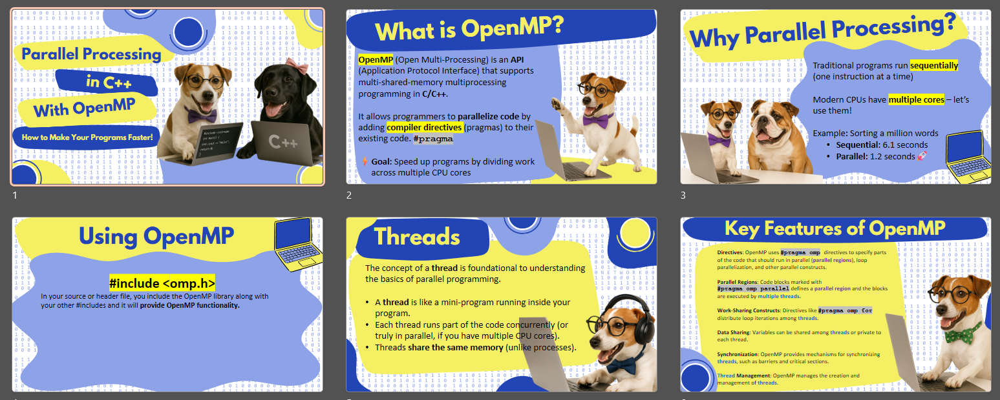 Parallel Processing
in C++
With OpenMP
How to Make Your Programs Faster!
C++
1
What is OpenMP?
OpenMP (Open Multi-Processing) is an API
(Application Protocol Interface) that supports
multi-shared-memory multiprocessing
programming in C/C++.
It allows programmers to parallelize code by
adding compiler directives (pragmas) to their
existing code. #pragma
⚡ Goal: Speed up programs by dividing work
across multiple CPU cores
2
Why Parallel Processing?
Traditional programs run sequentially
(one instruction at a time)
Modern CPUs have multiple cores – let's
use them!
Example: Sorting a million words
• Sequential: 6.1 seconds
• Parallel: 1.2 seconds 🚀
3
Using OpenMP
#include <omp.h>
In your source or header file, you include the OpenMP library along with
your other #includes and it will provide OpenMP functionality.
Threads
The concept of a thread is foundational to understanding
the basics of parallel programming.
• A thread is like a mini-program running inside your
program.
• Each thread runs part of the code concurrently (or
truly in parallel, if you have multiple CPU cores).
• Threads share the same memory (unlike processes).
Key Features of OpenMP
Directives: OpenMP uses #pragma omp directives to specify parts
of the code that should run in parallel (parallel regions), loop
parallelization, and other parallel constructs.
Parallel Regions: Code blocks marked with
#pragma omp parallel defines a parallel region and the blocks
are executed by multiple threads.
Work-Sharing Constructs: Directives like #pragma omp for
distribute loop iterations among threads.
Data Sharing: Variables can be shared among threads or private to
each thread.
Synchronization: OpenMP provides mechanisms for synchronizing
threads, such as barriers and critical sections.
Thread Management: OpenMP manages the creation and
management of threads.